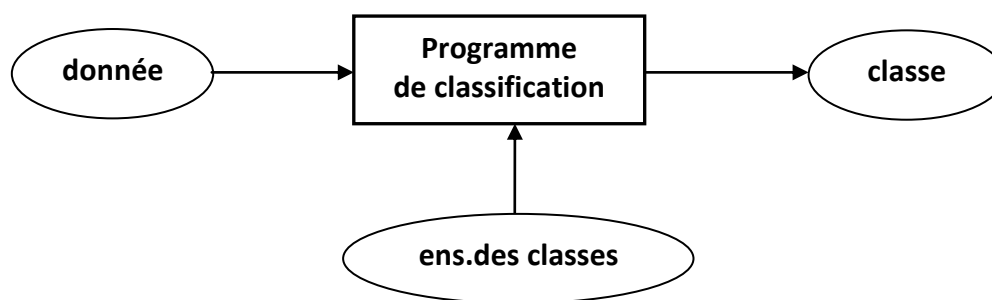 donnée
Programme
de classification
classe
ens.des classes